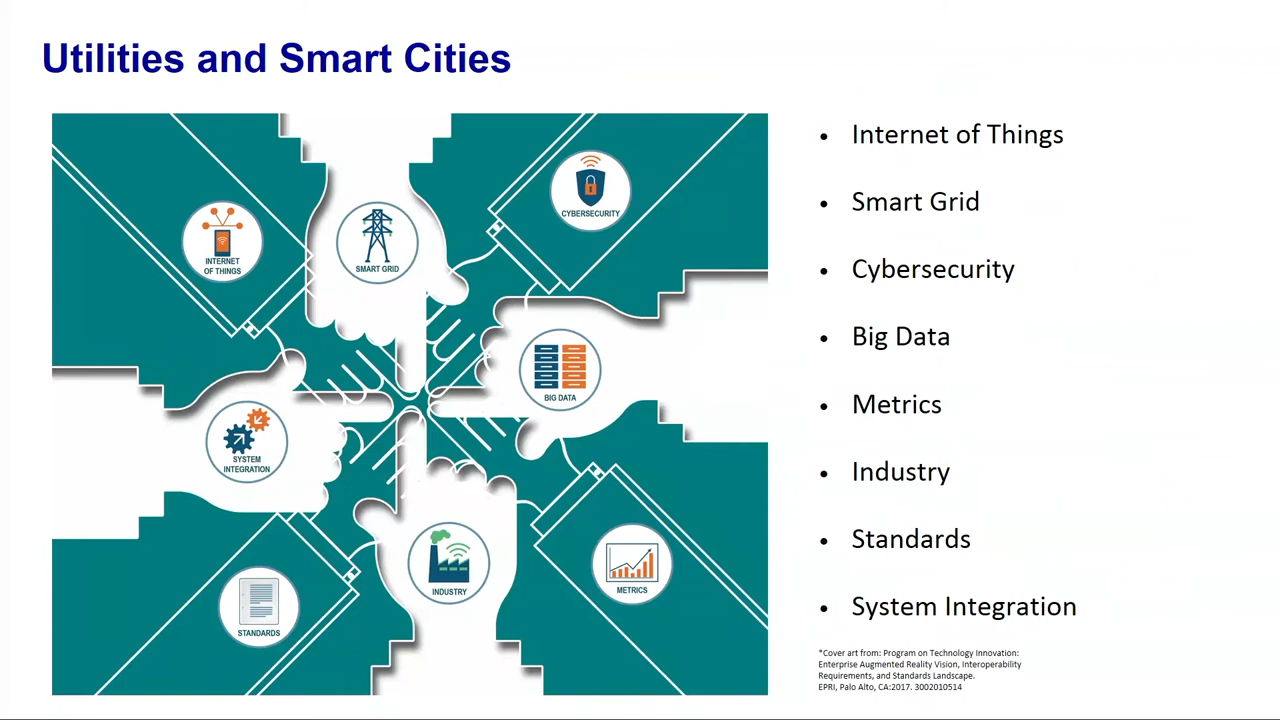 Utilities and Smart Cities
INTERNET
OF THINGS
SMART GRID
CYBERSECURITY
BIG DATA
SYSTEM
INTEGRATION
INDUSTRY
METRICS
STANDARDS
• Internet of Things
• Smart Grid
• Cybersecurity
• Big Data
• Metrics
• Industry
• Standards
• System Integration
*Cover art from: Program on Technology Innovation:
Enterprise Augmented Reality Vision, Interoperability
Requirements, and Standards Landscape.
EPRI, Palo Alto, CA:2017. 3002010514